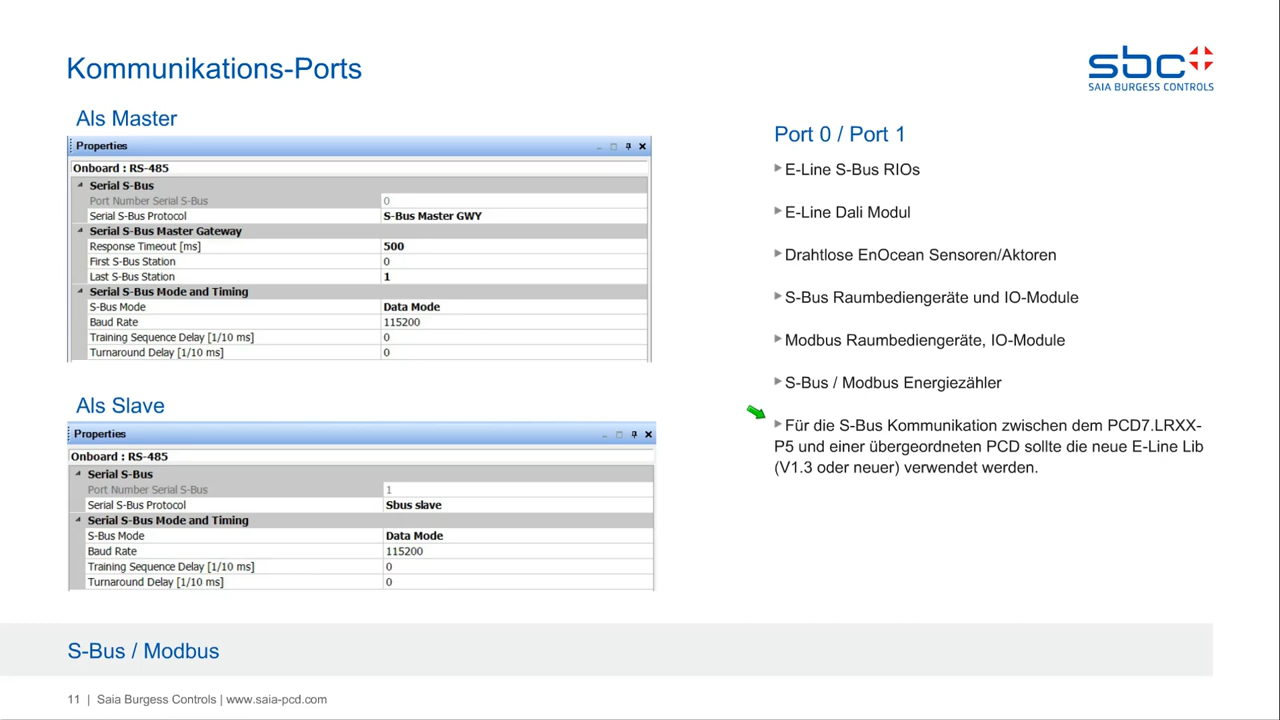 Kommunikations-Ports
sbc
SAIA BURGESS CONTROLS
Als Master
Properties
Onboard : RS-485
Serial S-Bus
Port Number Serial S-Bus 0
Serial S-Bus Protocol S-Bus Master GWY
Serial S-Bus Master Gateway
Response Timeout [ms] 500
First S-Bus Station 0
Last S-Bus Station 1
Serial S-Bus Mode and Timing
S-Bus Mode Data Mode
Baud Rate 115200
Training Sequence Delay [1/10 ms] 0
Turnaround Delay [1/10 ms] 0
Als Slave
Properties
Onboard : RS-485
Serial S-Bus
Port Number Serial S-Bus 1
Serial S-Bus Protocol Sbus slave
Serial S-Bus Mode and Timing
S-Bus Mode Data Mode
Baud Rate 115200
Training Sequence Delay [1/10 ms] 0
Turnaround Delay [1/10 ms] 0
Port 0 / Port 1
E-Line S-Bus RIOs
E-Line Dali Modul
Drahtlose EnOcean Sensoren/Aktoren
S-Bus Raumbediengeräte und IO-Module
Modbus Raumbediengeräte, IO-Module
S-Bus / Modbus Energiezähler
Für die S-Bus Kommunikation zwischen dem PCD7.LRXX-
P5 und einer übergeordneten PCD sollte die neue E-Line Lib
(V1.3 oder neuer) verwendet werden.
S-Bus / Modbus
11 | Saia Burgess Controls | www.saia-pcd.com